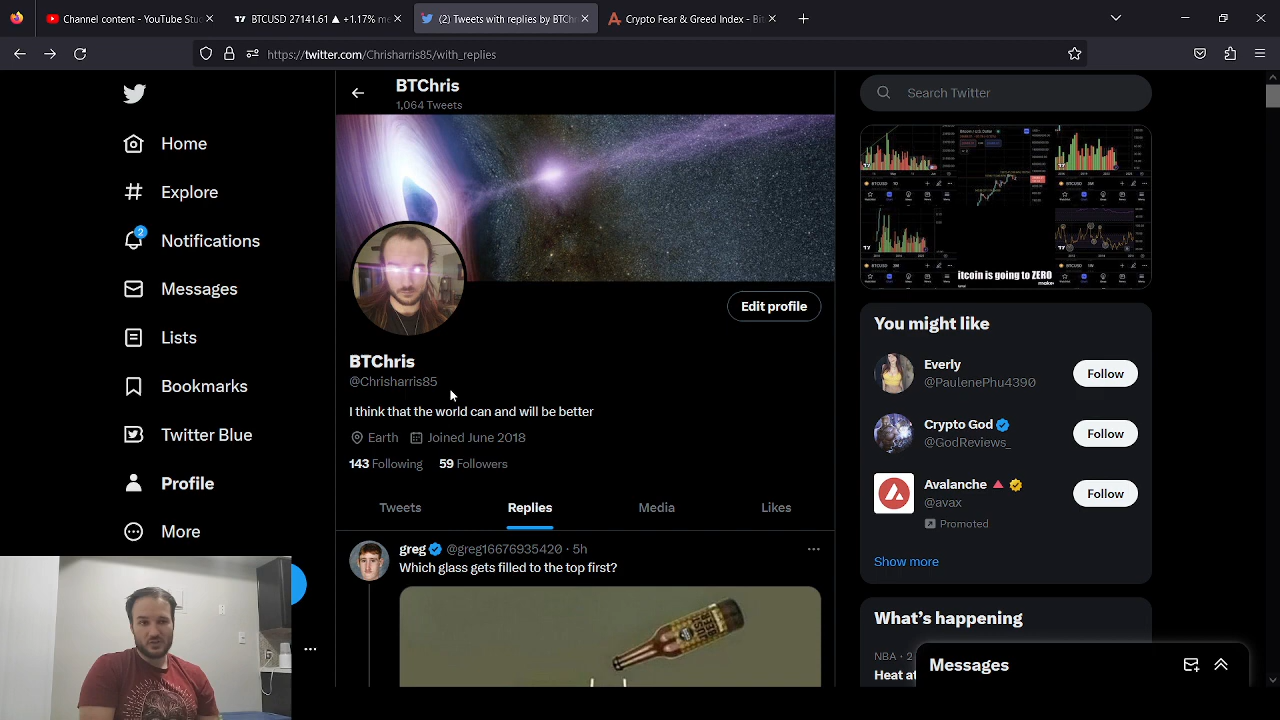 Channel content - YouTube Stu
BTCUSD 27141.61 ▲ +1.17% m
(2) Tweets with replies by BTChr
Crypto Fear & Greed Index - Bit
https://twitter.com/Chrisharris85/with_replies
BTChris
1,064 Tweets
Home
Explore
2
Notifications
Messages
Lists
Bookmarks
Twitter Blue
Profile
More
Edit profile
BTChris
@Chrisharris85
I think that the world can and will be better
Earth Joined June 2018
143 Following 59 Followers
Tweets Replies Media Likes
greg @greg16676935420 · 5h
Which glass gets filled to the top first?
Search Twitter
itcoin is going to ZERO
You might like
Everly
@PaulenePhu4390
Follow
Crypto God
@GodReviews_
Follow
Avalanche
@avax
Follow
Promoted
Show more
What's happening
NBA · 2
Heat at
Messages